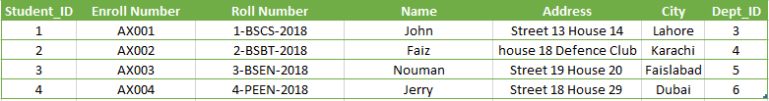 Student_ID Enroll Number Roll Number Name Address City Dept_ID
1 AX001 1-BSCS-2018 John Street 13 House 14 Lahore 3
2 AX002 2-BSBT-2018 Faiz house 18 Defence Club Karachi 4
3 AX003 3-BSEN-2018 Nouman Street 19 House 20 Faislabad 5
4 AX004 4-PEEN-2018 Jerry Street 18 House 29 Dubai 6